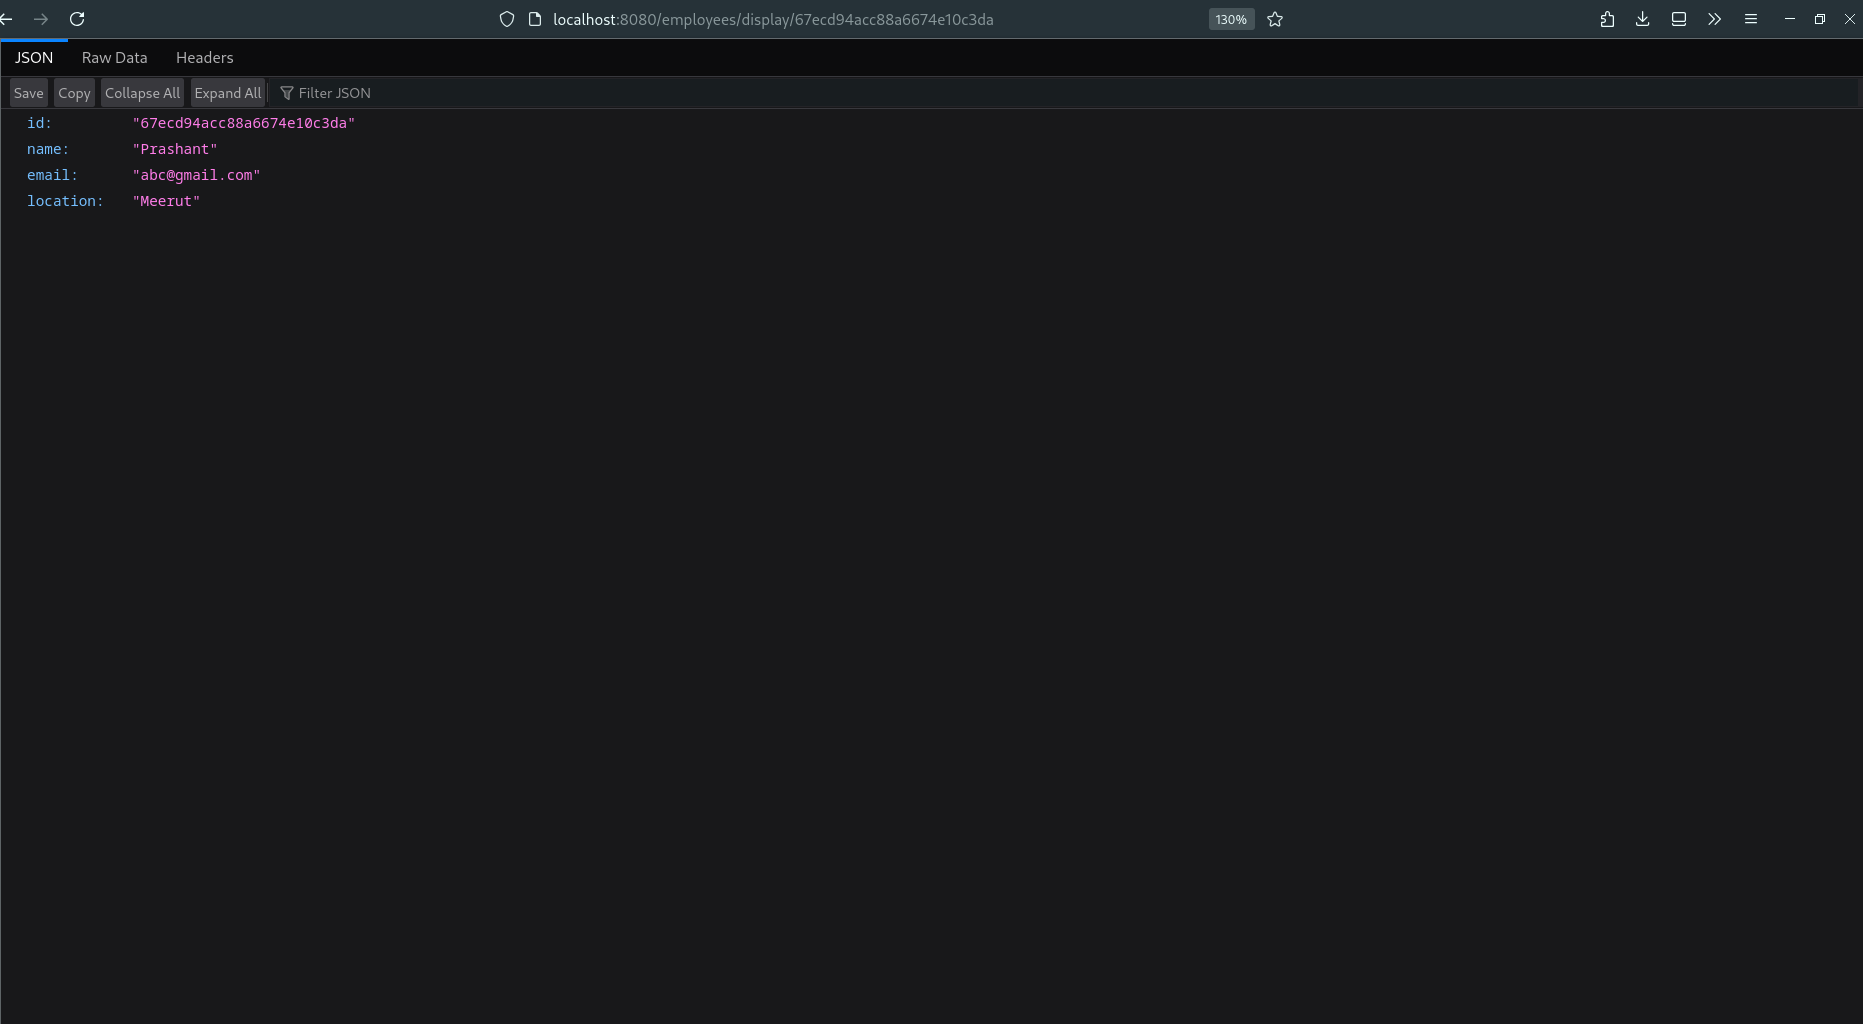 localhost:8080/employees/display/67ecd94acc88a6674e10c3da 130%
JSON Raw Data Headers
Save Copy Collapse All Expand All Filter JSON
id: "67ecd94acc88a6674e10c3da"
name: "Prashant"
email: "abc@gmail.com"
location: "Meerut"